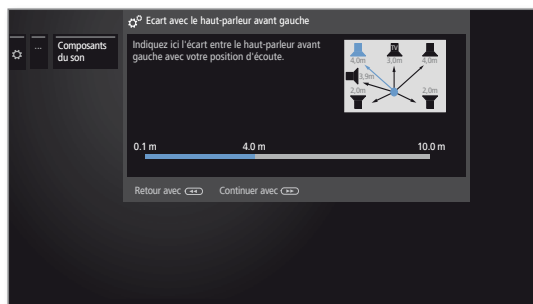 Ecart avec le haut-parleur avant gauche
...
Composants
du son
Indiquez ici l'écart entre le haut-parleur avant
gauche avec votre position d'écoute.
TV
4,0m 3,0m 4,0m
3,9m
2,0m 2,0m
0.1 m 4.0 m 10.0 m
Retour avec Continuer avec